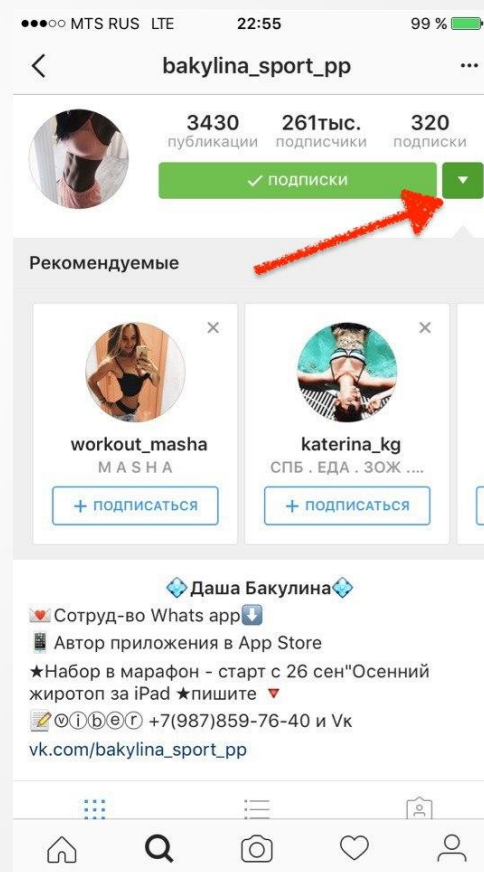 MTS RUS LTE 22:55 99 %
bakylina_sport_pp
3430 261тыс. 320
публикации подписчики подписки
✓ подписки
Рекомендуемые
workout_masha katerina_kg
MASHA СПБ . ЕДА . ЗОЖ ....
+ подписаться + подписаться
💠Даша Бакулина💠
💌Сотруд-во Whats app⬇️
📱 Автор приложения в App Store
★Набор в марафон - старт с 26 сен"Осенний
жиротоп за iPad ★пишите 🔻
📝ⓥⓘⓑⓔⓡ +7(987)859-76-40 и Vк
vk.com/bakylina_sport_pp